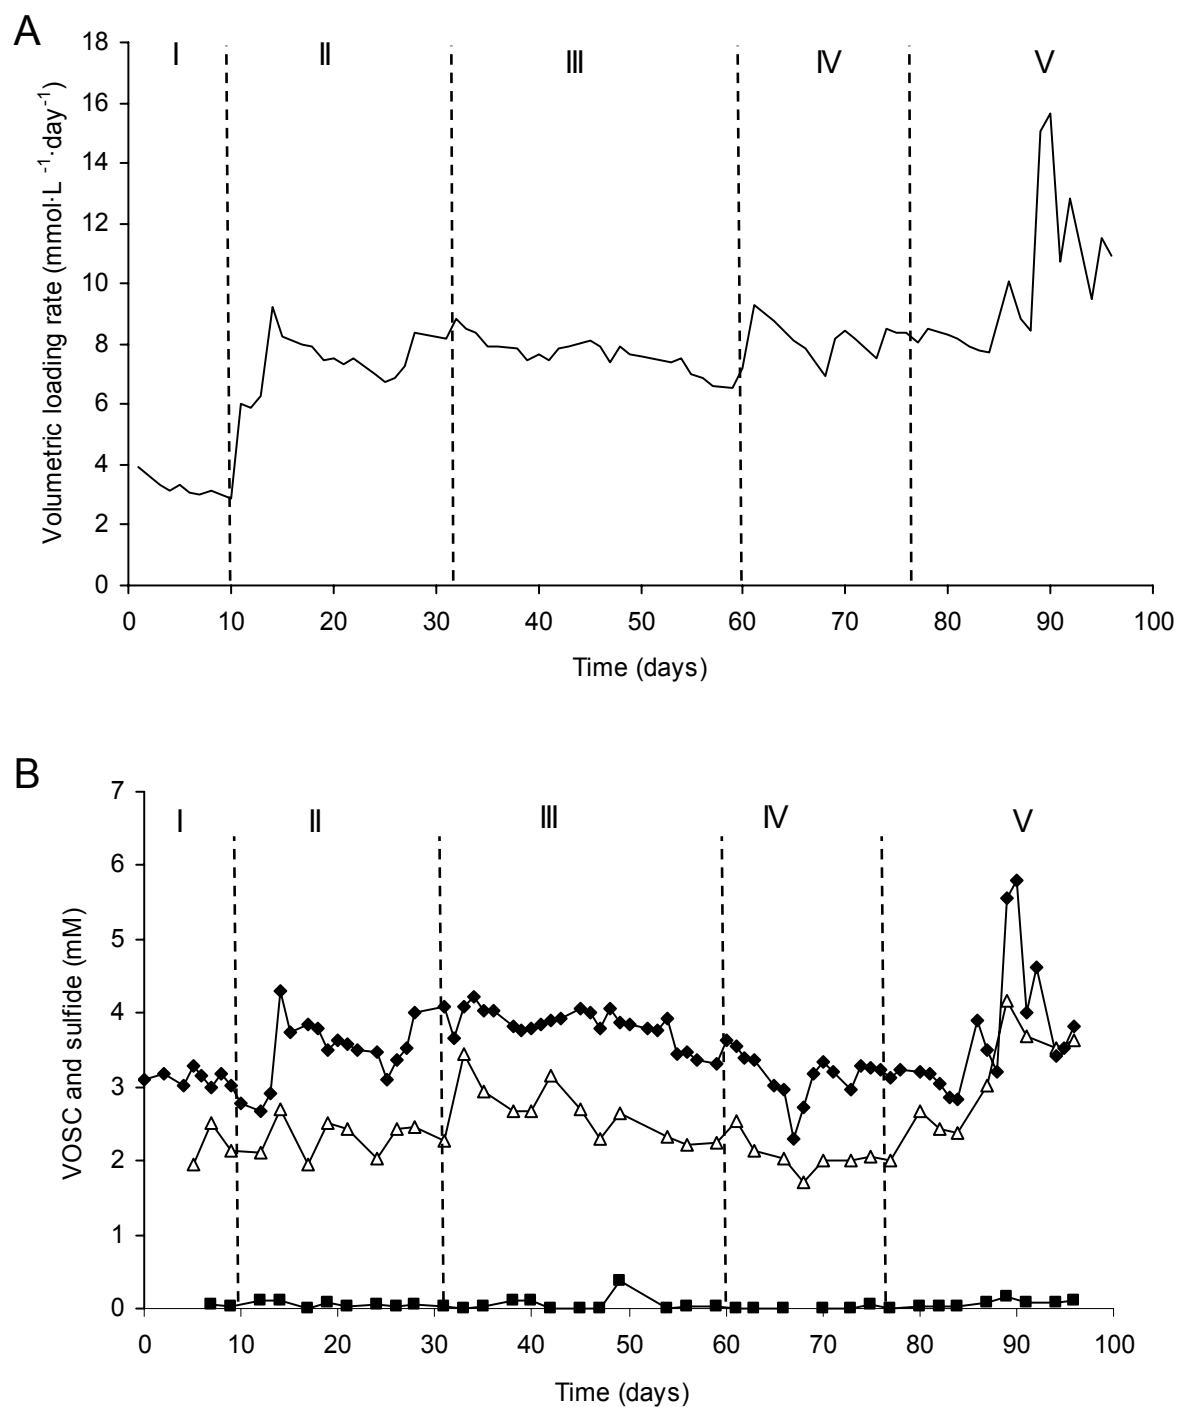 A
I II III IV V
Volumetric loading rate (mmol·L⁻¹·day⁻¹)
18
16
14
12
10
8
6
4
2
0
0 10 20 30 40 50 60 70 80 90 100
Time (days)
B
I II III IV V
VOSC and sulfide (mM)
7
6
5
4
3
2
1
0
0 10 20 30 40 50 60 70 80 90 100
Time (days)